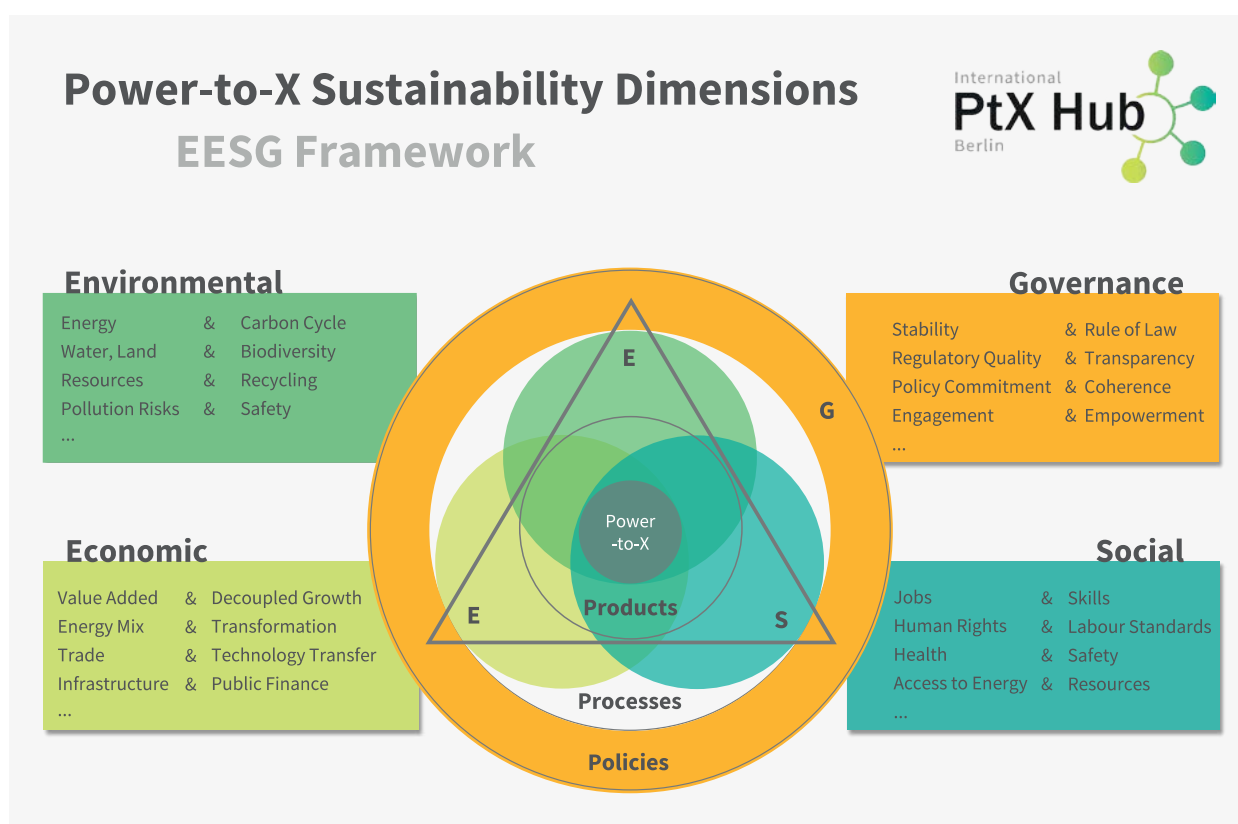 Power-to-X Sustainability Dimensions
EESG Framework
International
PtX Hub
Berlin
Environmental
Energy & Carbon Cycle
Water, Land & Biodiversity
Resources & Recycling
Pollution Risks & Safety
...
Governance
Stability & Rule of Law
Regulatory Quality & Transparency
Policy Commitment & Coherence
Engagement & Empowerment
...
E
G
Power
-to-X
Products
E
S
Processes
Policies
Economic
Value Added & Decoupled Growth
Energy Mix & Transformation
Trade & Technology Transfer
Infrastructure & Public Finance
...
Social
Jobs & Skills
Human Rights & Labour Standards
Health & Safety
Access to Energy & Resources
...